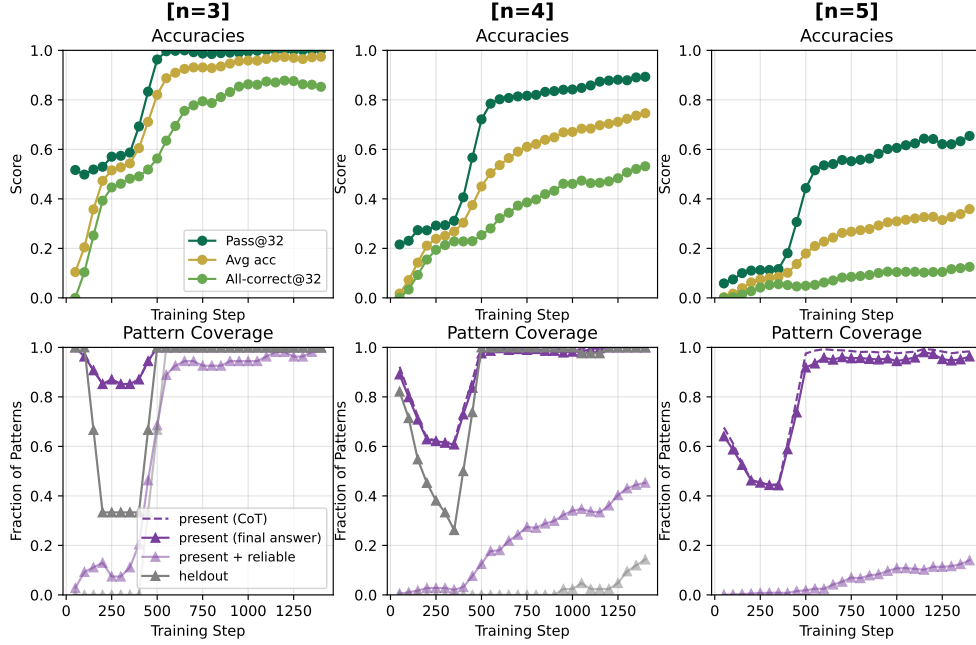 [n=3]
[n=4]
[n=5]
Accuracies
Accuracies
Accuracies
1.0
0.8
0.6
0.4
0.2
0.0
Score
Pass@32
Avg acc
All-correct@32
Training Step
1.0
0.8
0.6
0.4
0.2
0.0
Score
Training Step
1.0
0.8
0.6
0.4
0.2
0.0
Score
Training Step
Pattern Coverage
Pattern Coverage
Pattern Coverage
1.0
0.8
0.6
0.4
0.2
0.0
Fraction of Patterns
present (CoT)
present (final answer)
present + reliable
heldout
0 250 500 750 1000 1250
Training Step
1.0
0.8
0.6
0.4
0.2
0.0
Fraction of Patterns
0 250 500 750 1000 1250
Training Step
1.0
0.8
0.6
0.4
0.2
0.0
Fraction of Patterns
0 250 500 750 1000 1250
Training Step